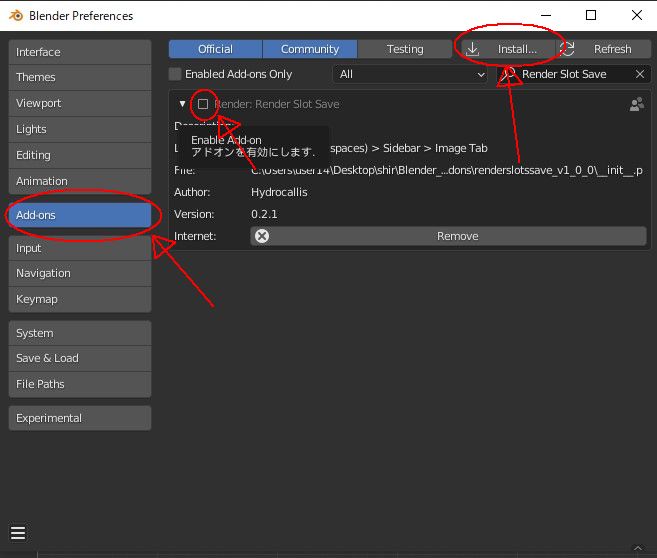 Blender Preferences
Interface
Themes
Viewport
Lights
Editing
Animation
Add-ons
Input
Navigation
Keymap
System
Save & Load
File Paths
Experimental
Official Community Testing Install... Refresh
Enabled Add-ons Only All Render Slot Save
Render: Render Slot Save
Enable Add-on
アドオンを有効にします.
spaces) > Sidebar > Image Tab
File: C:\Users\user14\Desktop\shir\Blender_...dons\renderslotssave_v1_0_0\__init__.p
Author: Hydrocallis
Version: 0.2.1
Internet: Remove